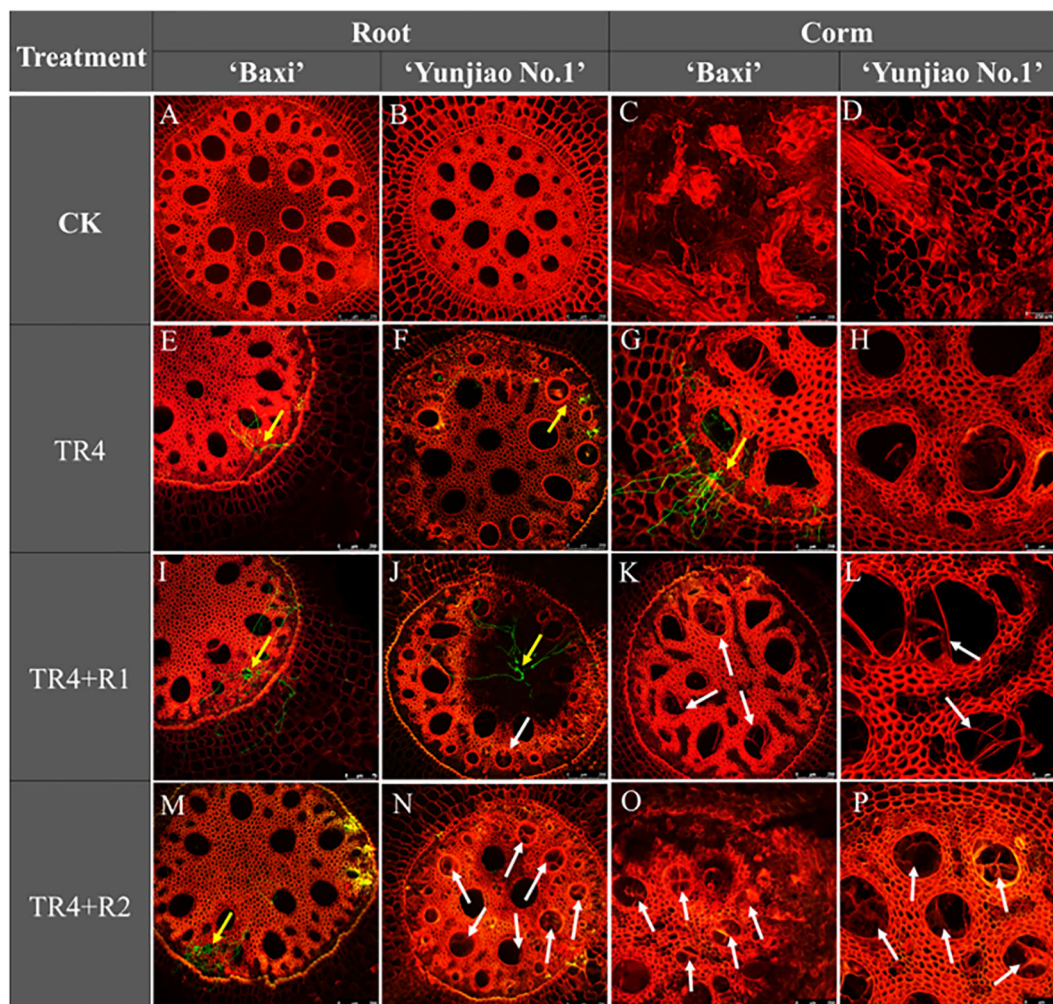 Treatment
Root
Corm
‘Baxi’
‘Yunjiao No.1’
‘Baxi’
‘Yunjiao No.1’
CK
A
B
C
D
TR4
E
F
G
H
TR4+R1
I
J
K
L
TR4+R2
M
N
O
P